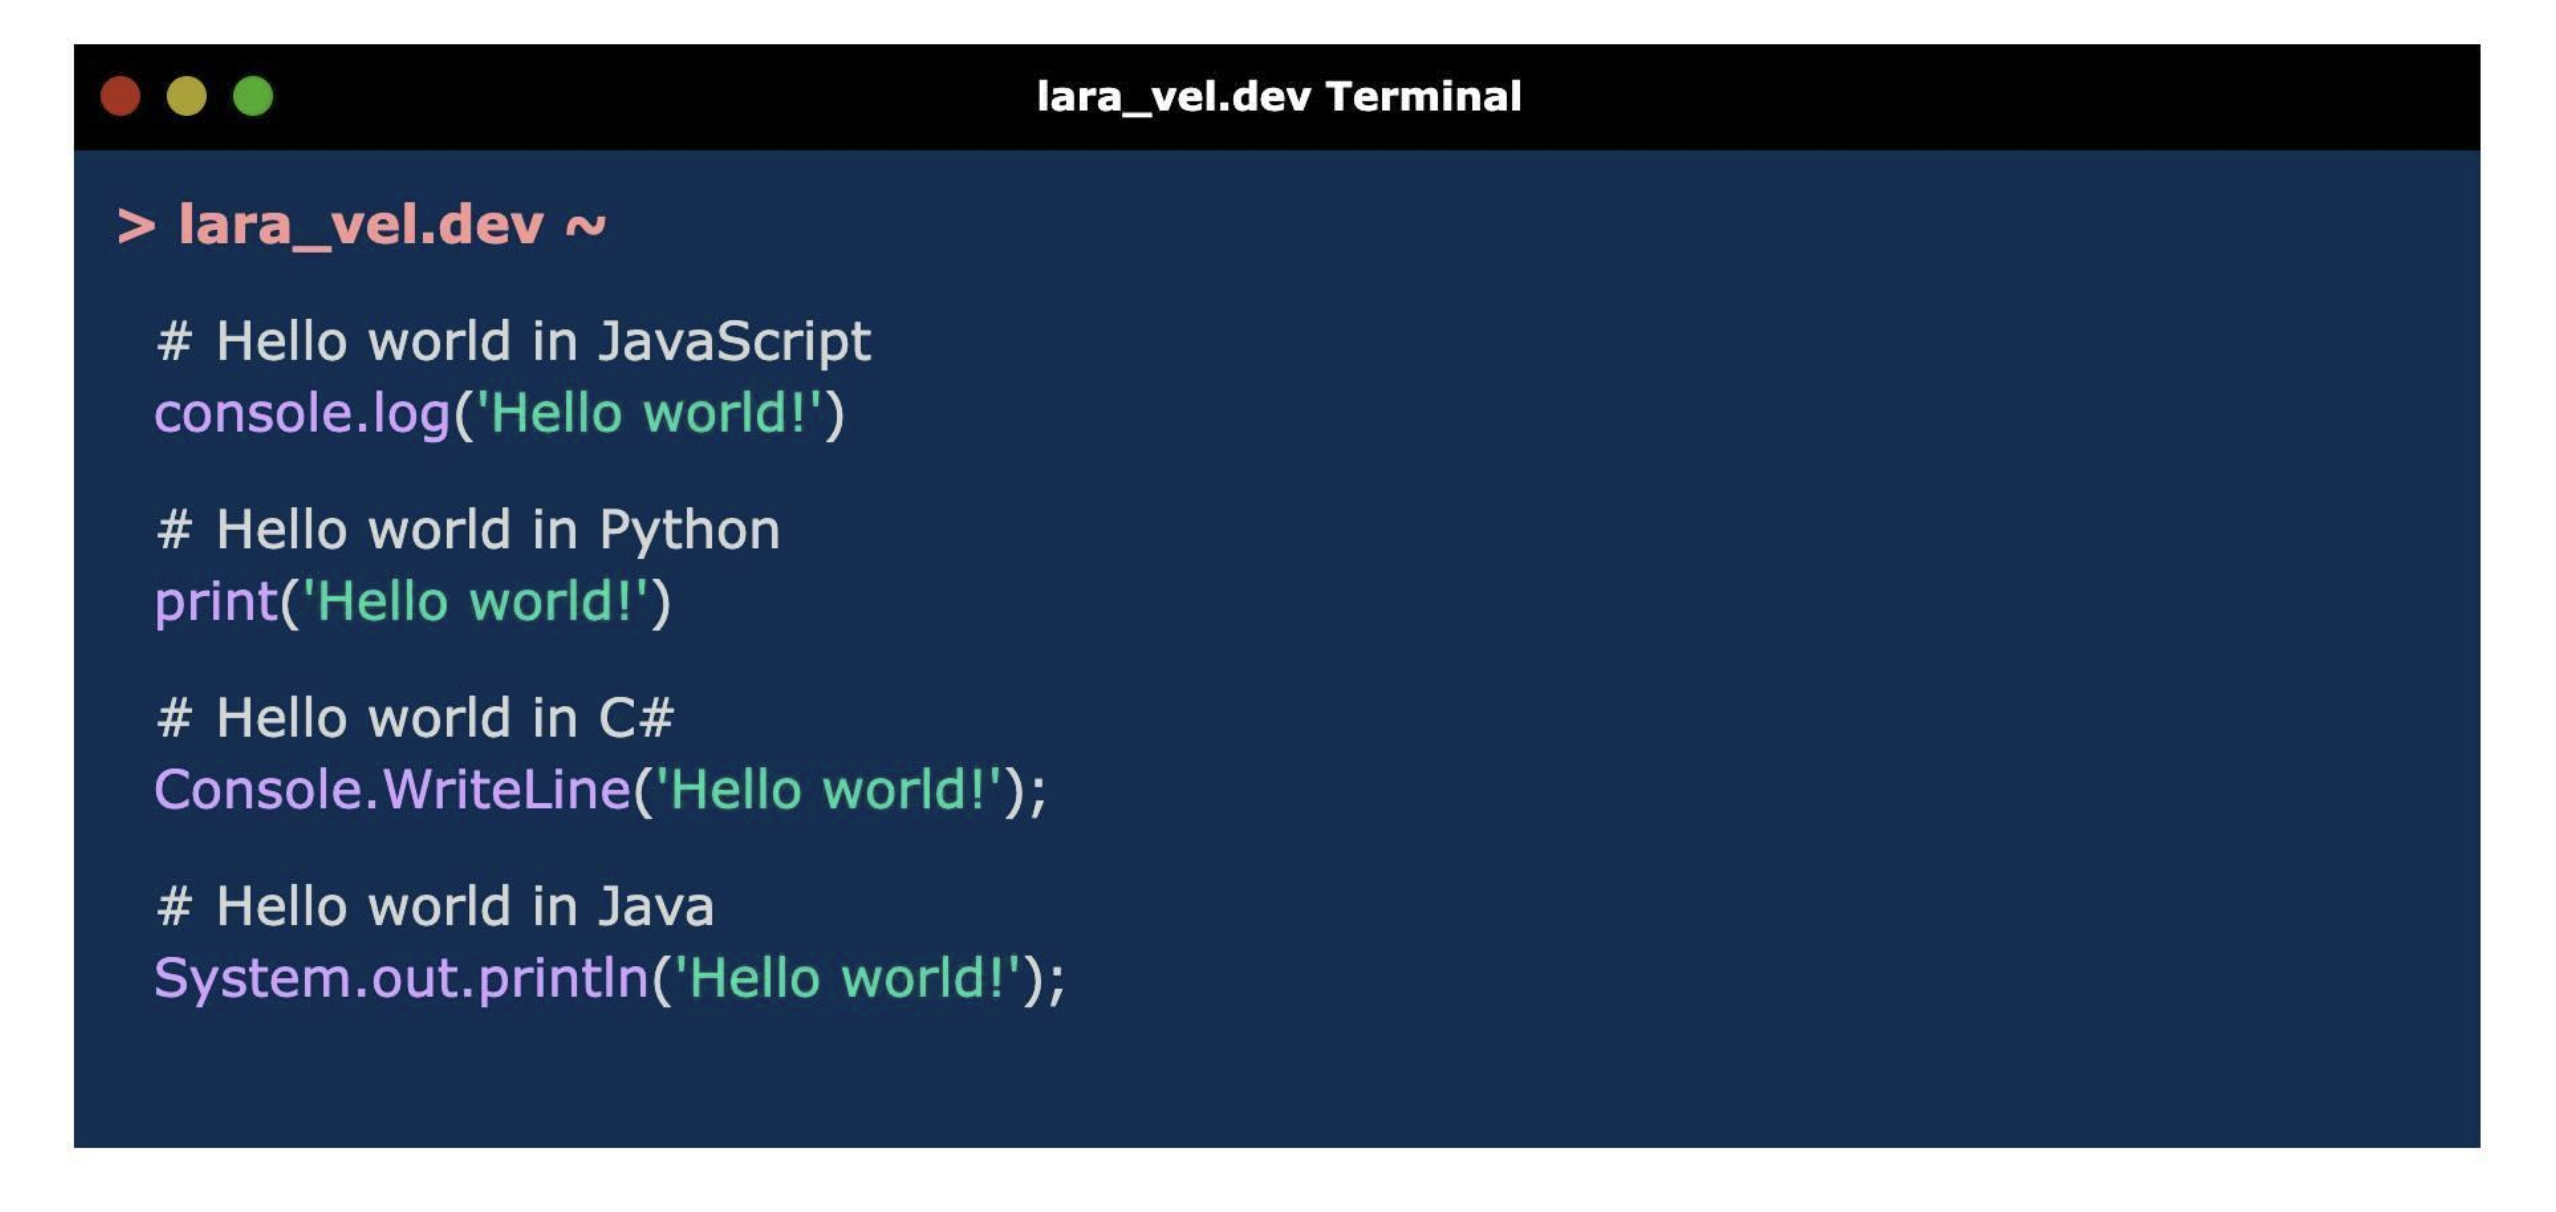 lara_vel.dev Terminal
> lara_vel.dev ~
# Hello world in JavaScript
console.log('Hello world!')
# Hello world in Python
print('Hello world!')
# Hello world in C#
Console.WriteLine('Hello world!');
# Hello world in Java
System.out.println('Hello world!');